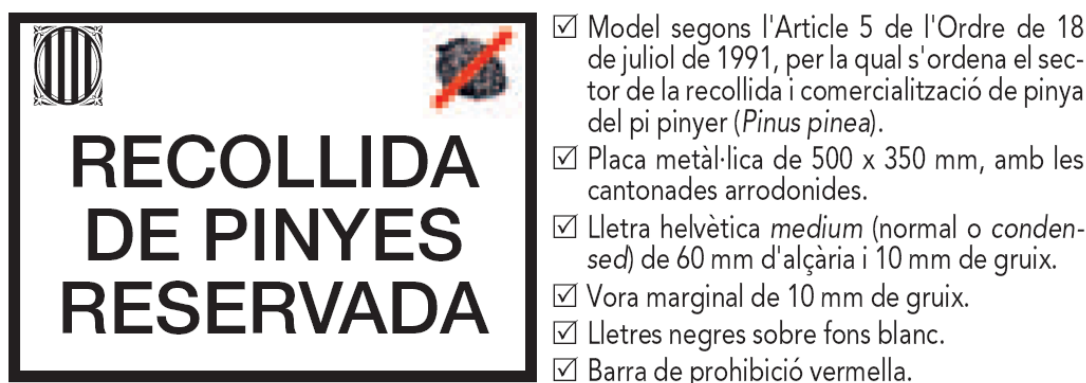 RECOLLIDA
DE PINYES
RESERVADA
☑ Model segons l'Article 5 de l'Ordre de 18
de juliol de 1991, per la qual s'ordena el sec-
tor de la recollida i comercialització de pinya
del pi pinyer (Pinus pinea).
☑ Placa metàl·lica de 500 x 350 mm, amb les
cantonades arrodonides.
☑ Lletra helvètica medium (normal o conden-
sed) de 60 mm d'alçària i 10 mm de gruix.
☑ Vora marginal de 10 mm de gruix.
☑ Lletres negres sobre fons blanc.
☑ Barra de prohibició vermella.